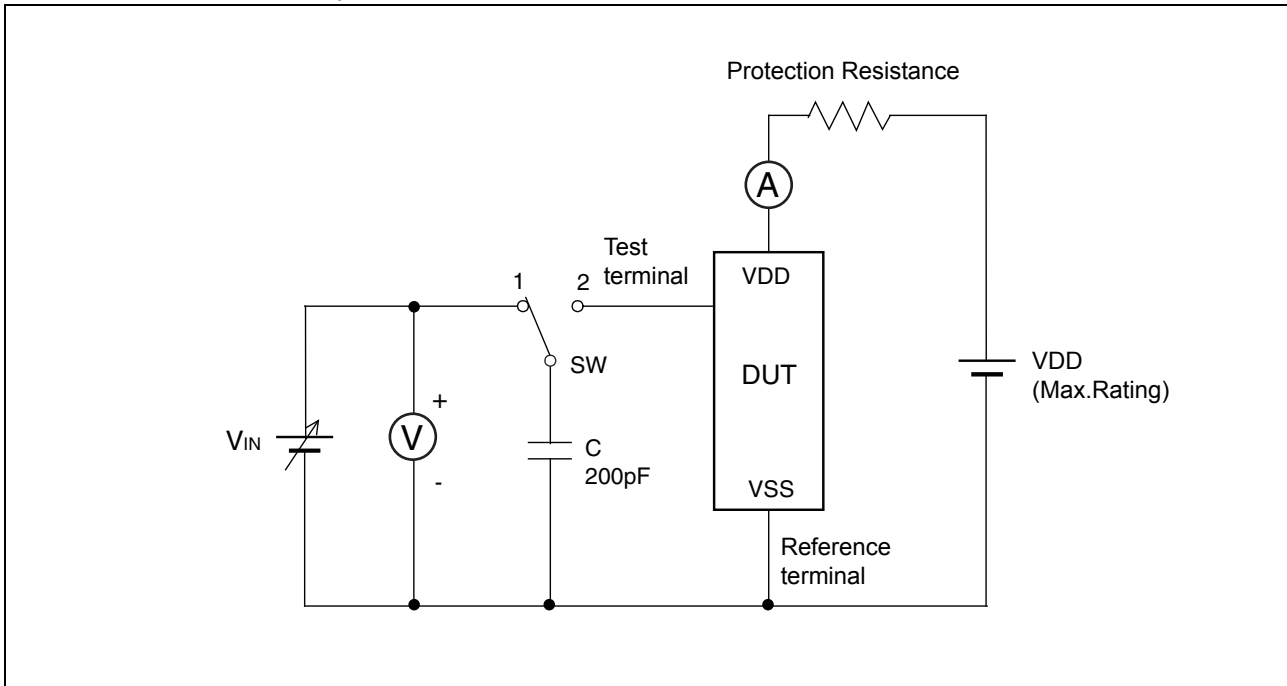 Protection Resistance
A
Test
terminal
VDD
1
2
SW
DUT
VDD
(Max.Rating)
VIN
+
V
-
C
200pF
VSS
Reference
terminal